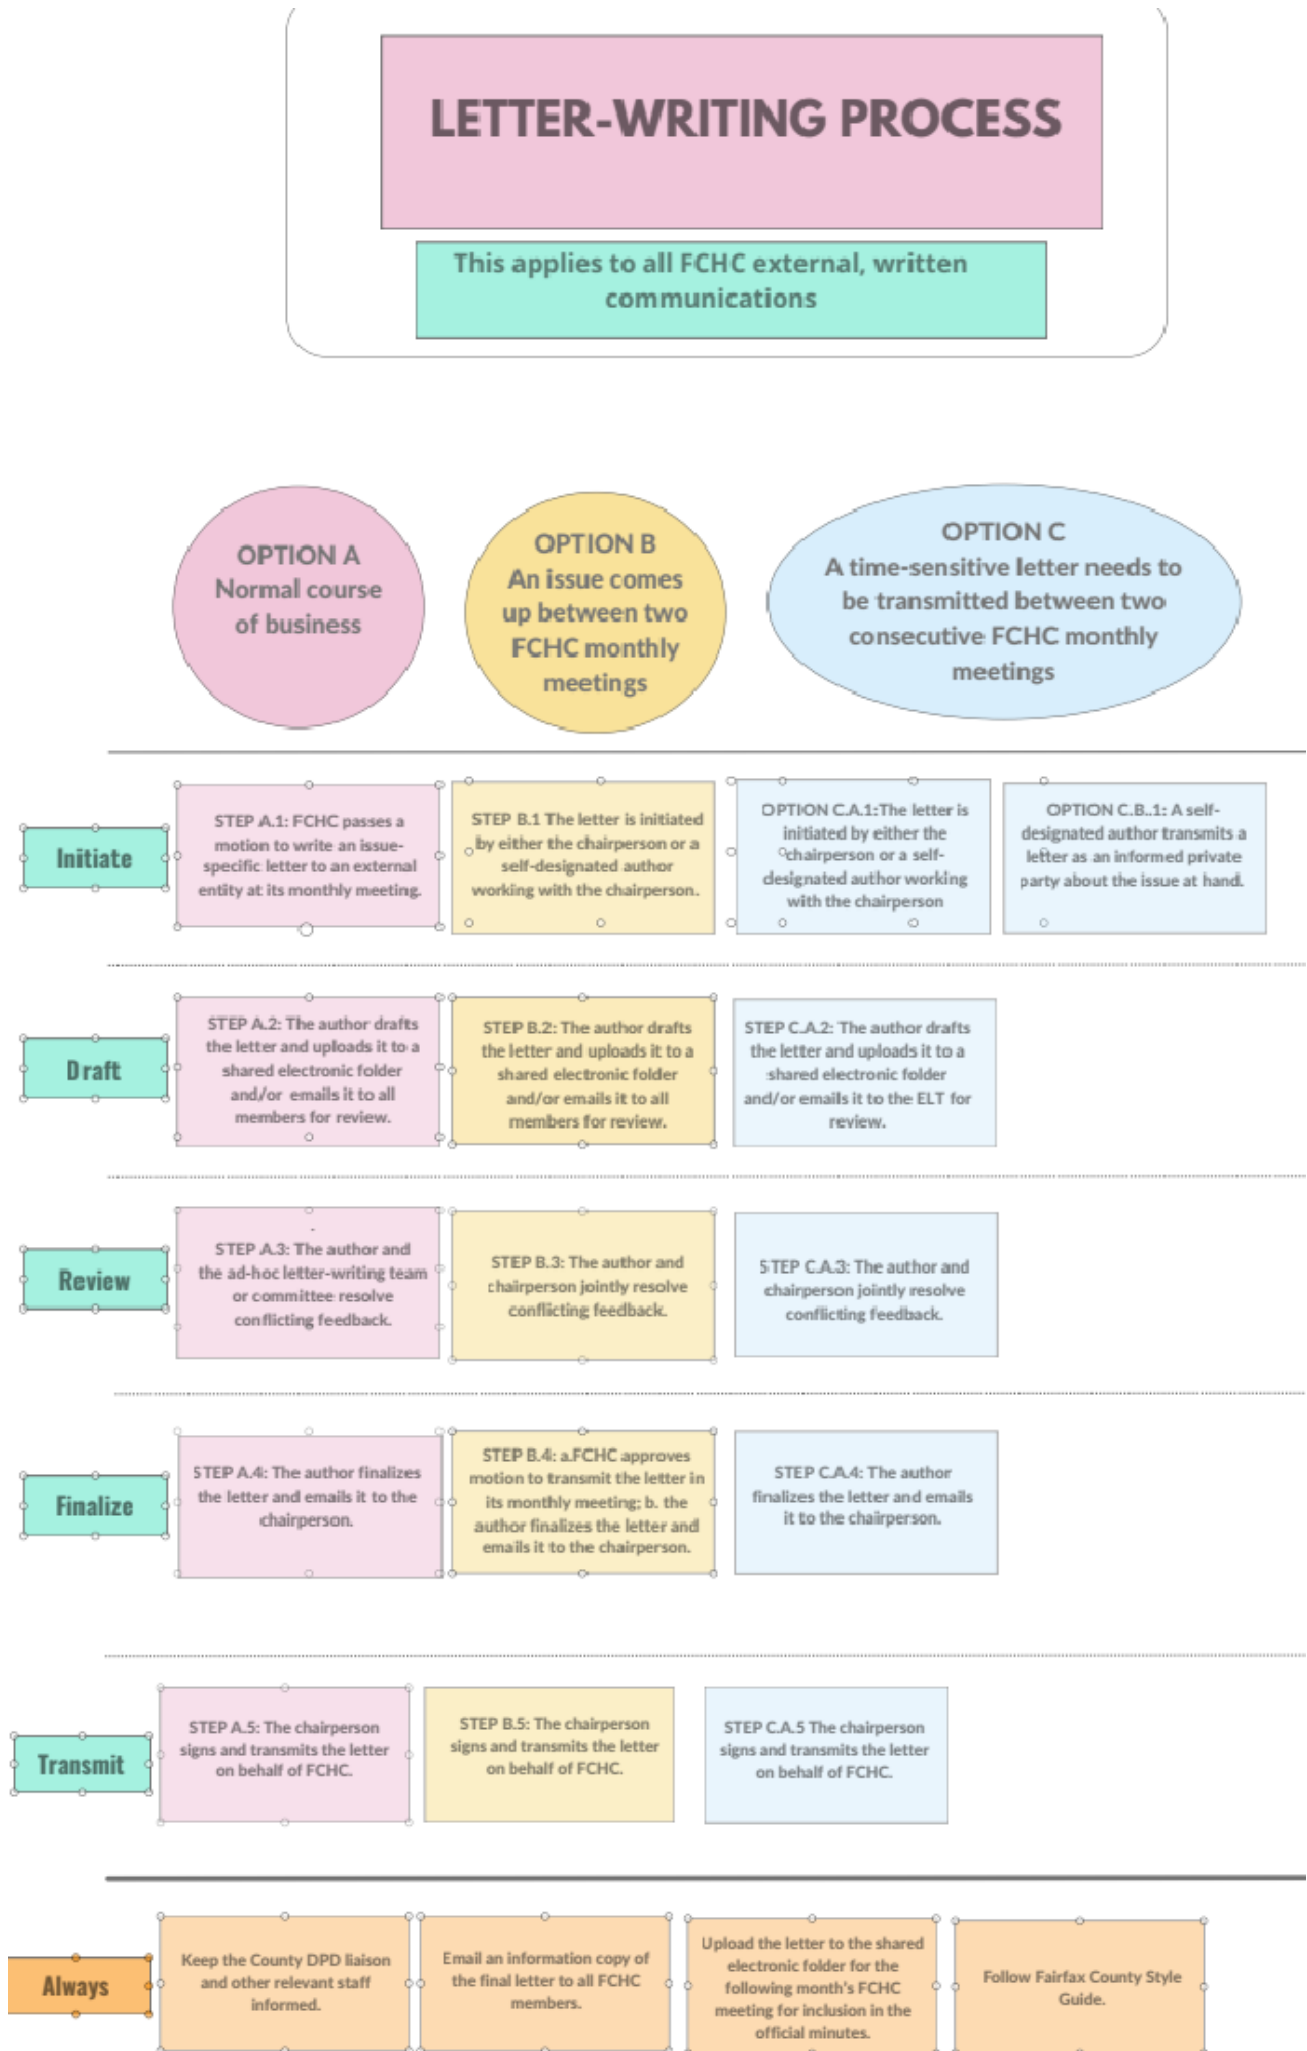 LETTER-WRITING PROCESS
This applies to all FCHC external, written
communications
OPTION A
Normal course
of business
OPTION B
An issue comes
up between two
FCHC monthly
meetings
OPTION C
A time-sensitive letter needs to
be transmitted between two
consecutive FCHC monthly
meetings
Initiate
STEP A.1: FCHC passes a
motion to write an issue-
specific letter to an external
entity at its monthly meeting.
STEP B.1 The letter is initiated
by either the chairperson or a
self-designated author
working with the chairperson.
OPTION C.A.1:The letter is
initiated by either the
chairperson or a self-
designated author working
with the chairperson
OPTION C.B..1: A self-
designated author transmits a
letter as an informed private
party about the issue at hand.
Draft
STEP A.2: The author drafts
the letter and uploads it to a
shared electronic folder
and/or emails it to all
members for review.
STEP B.2: The author drafts
the letter and uploads it to a
shared electronic folder
and/or emails it to all
members for review.
STEP C.A.2: The author drafts
the letter and uploads it to a
shared electronic folder
and/or emails it to the ELT for
review.
Review
STEP A.3: The author and
the ad-hoc letter-writing team
or committee resolve
conflicting feedback.
STEP B.3: The author and
chairperson jointly resolve
conflicting feedback.
STEP C.A.3: The author and
chairperson jointly resolve
conflicting feedback.
Finalize
STEP A.4: The author finalizes
the letter and emails it to the
chairperson.
STEP B.4: a.FCHC approves
motion to transmit the letter in
its monthly meeting; b. the
author finalizes the letter and
emails it to the chairperson.
STEP C.A.4: The author
finalizes the letter and emails
it to the chairperson.
Transmit
STEP A.5: The chairperson
signs and transmits the letter
on behalf of FCHC.
STEP B.5: The chairperson
signs and transmits the letter
on behalf of FCHC.
STEP C.A.5 The chairperson
signs and transmits the letter
on behalf of FCHC.
Always
Keep the County DPD liaison
and other relevant staff
informed.
Email an information copy of
the final letter to all FCHC
members.
Upload the letter to the shared
electronic folder for the
following month's FCHC
meeting for inclusion in the
official minutes.
Follow Fairfax County Style
Guide.